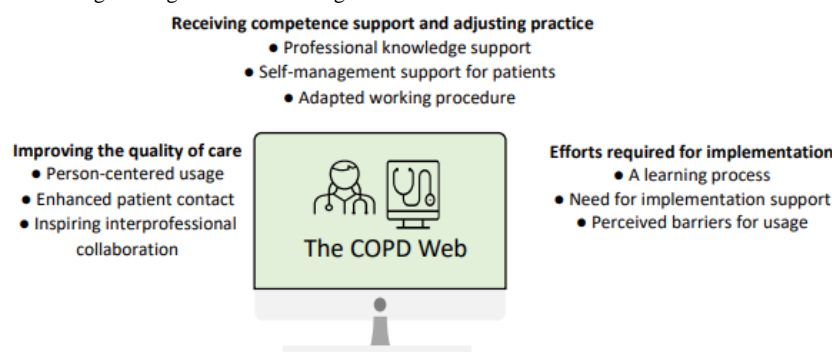 Receiving competence support and adjusting practice
● Professional knowledge support
● Self-management support for patients
● Adapted working procedure
Improving the quality of care
● Person-centered usage
● Enhanced patient contact
● Inspiring interprofessional
collaboration
The COPD Web
Efforts required for implementation
● A learning process
● Need for implementation support
● Perceived barriers for usage